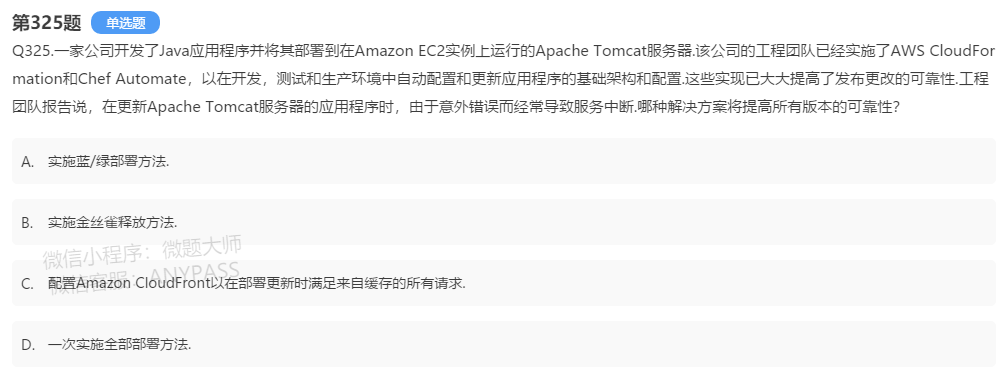 第325题 单选题
Q325.一家公司开发了Java应用程序并将其部署到在Amazon EC2实例上运行的Apache Tomcat服务器.该公司的工程团队已经实施了AWS CloudFor
mation和Chef Automate，以在开发，测试和生产环境中自动配置和更新应用程序的基础架构和配置.这些实现已大大提高了发布更改的可靠性.工程
团队报告说，在更新Apache Tomcat服务器的应用程序时，由于意外错误而经常导致服务中断.哪种解决方案将提高所有版本的可靠性？
A. 实施蓝/绿部署方法.
B. 实施金丝雀释放方法.
微信小程序：微题大师
微信客服：ANYPASS
C. 配置Amazon CloudFront以在部署更新时满足来自缓存的所有请求.
D. 一次实施全部部署方法.